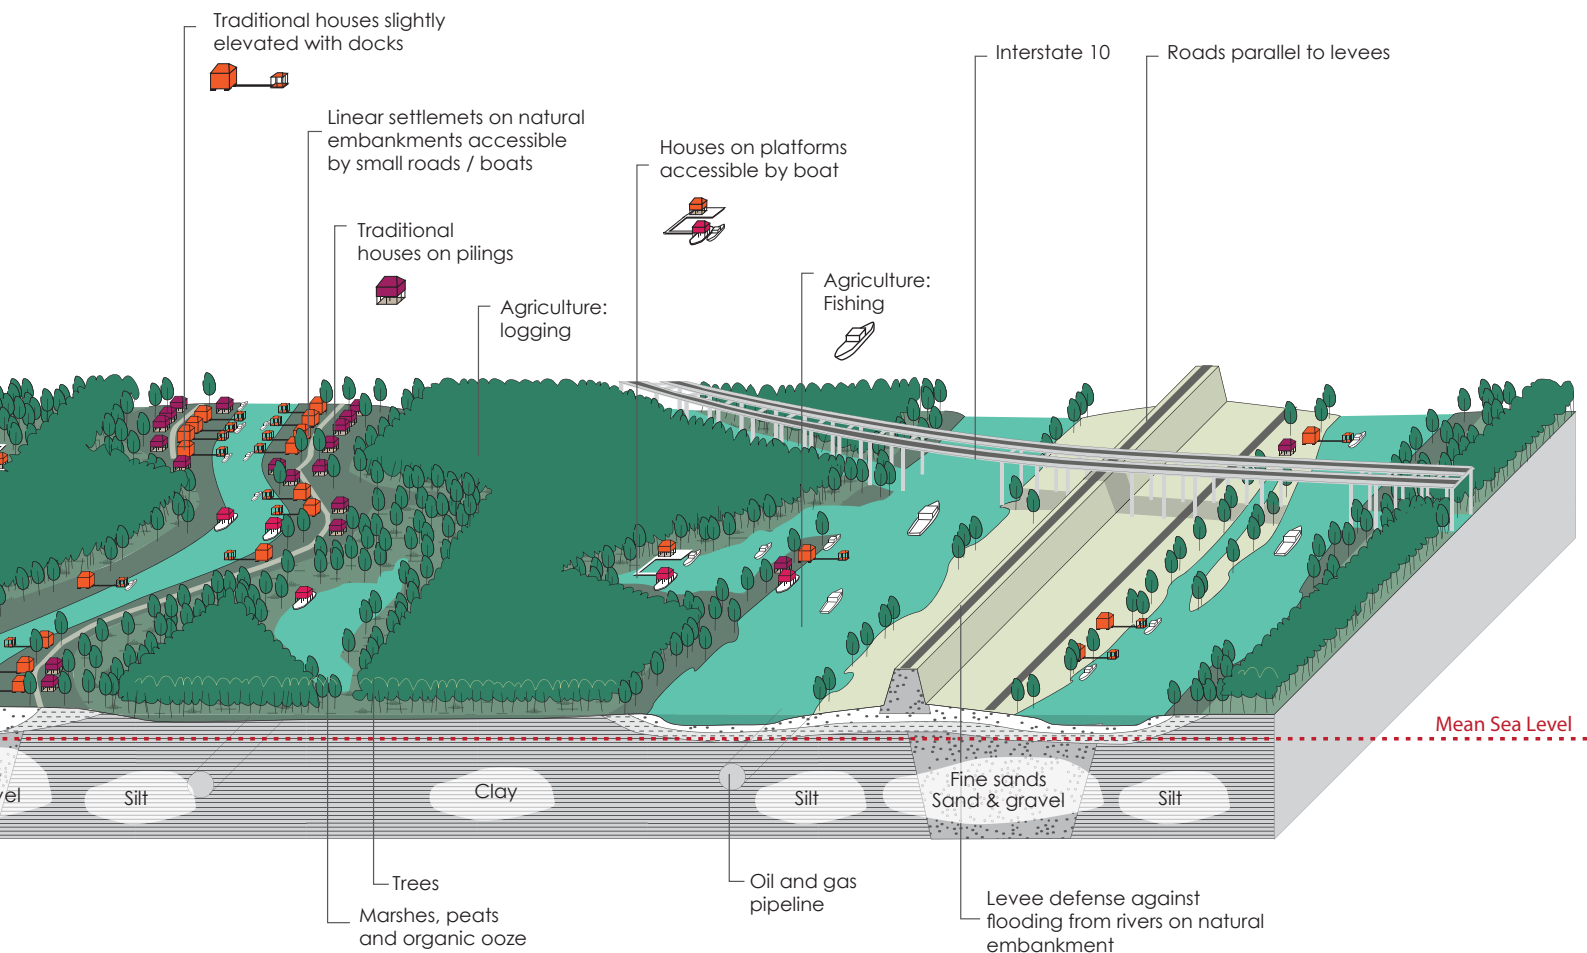 Traditional houses slightly
elevated with docks
Linear settlemets on natural
embankments accessible
by small roads / boats
Traditional
houses on pilings
Agriculture:
logging
Houses on platforms
accessible by boat
Agriculture:
Fishing
Interstate 10
Roads parallel to levees
Mean Sea Level
vel
Silt
Clay
Silt
Fine sands
Sand & gravel
Silt
Trees
Marshes, peats
and organic ooze
Oil and gas
pipeline
Levee defense against
flooding from rivers on natural
embankment